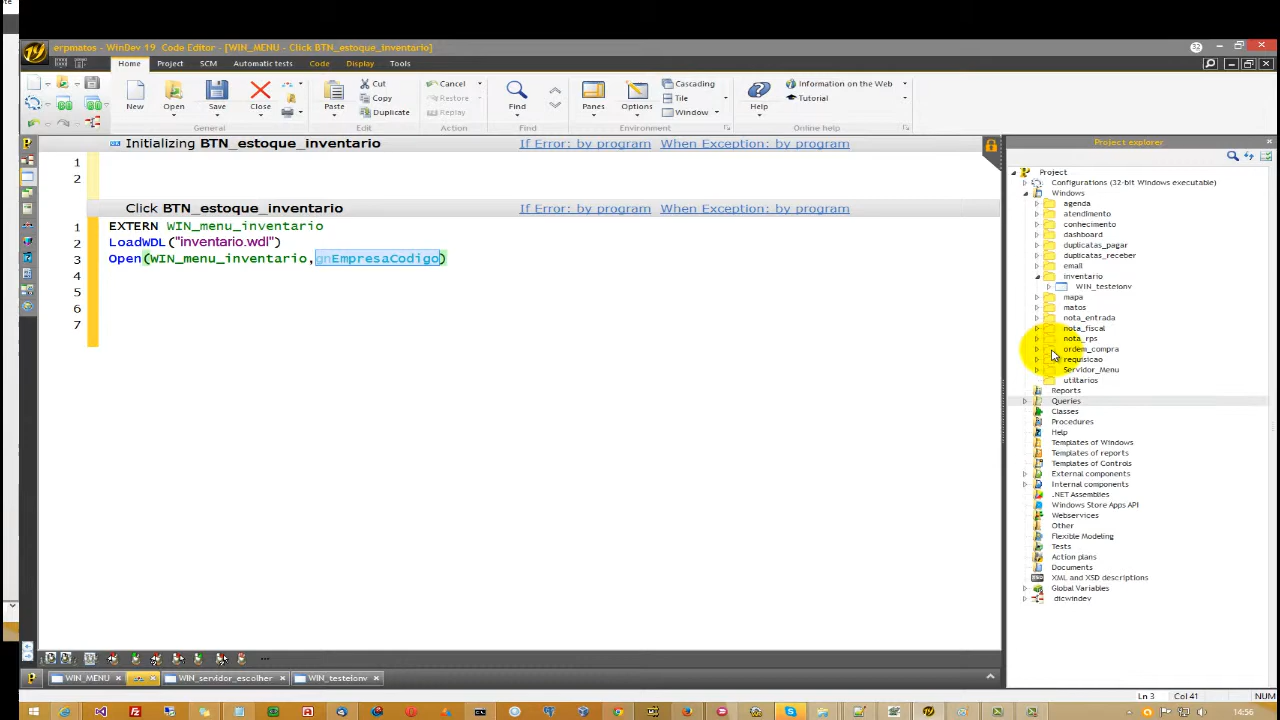 erpmatos - WinDev 19 Code Editor - [WIN_MENU - Click BTN_estoque_inventario]
32
Home Project SCM Automatic tests Code Display Tools
New Open Save Close
Cut
Copy
Duplicate
Paste
Cancel
Restore
Replay
Find
Panes Options
Cascading
Tile
Window
Help
Information on the Web
Tutorial
General Edit Action Find Environment Online help
Initializing BTN_estoque_inventario If Error: by program When Exception: by program
1
2
Click BTN_estoque_inventario If Error: by program When Exception: by program
1 EXTERN WIN_menu_inventario
2 LoadWDL("inventario.wdl")
3 Open(WIN_menu_inventario,gnEmpresaCodigo)
4
5
6
7
Project explorer
Project
Configurations (32-bit Windows executable)
Windows
agenda
atendimento
conhecimento
dashboard
duplicatas_pagar
duplicatas_receber
email
inventario
WIN_testeionv
mapa
matos
nota_entrada
nota_fiscal
nota_rps
ordem_compra
requisicao
Servidor_Menu
Reports
Queries
Classes
Procedures
Help
Templates of Windows
Templates of reports
Templates of Controls
External components
Internal components
.NET Assemblies
Windows Store Apps API
Webservices
Other
Flexible Modeling
Tests
Action plans
Documents
XML and XSD descriptions
Global Variables
dicwindev
WIN_MENU WIN_servidor_escolher WIN_testeionv
Ln 3 Col 41 NUM
14:56